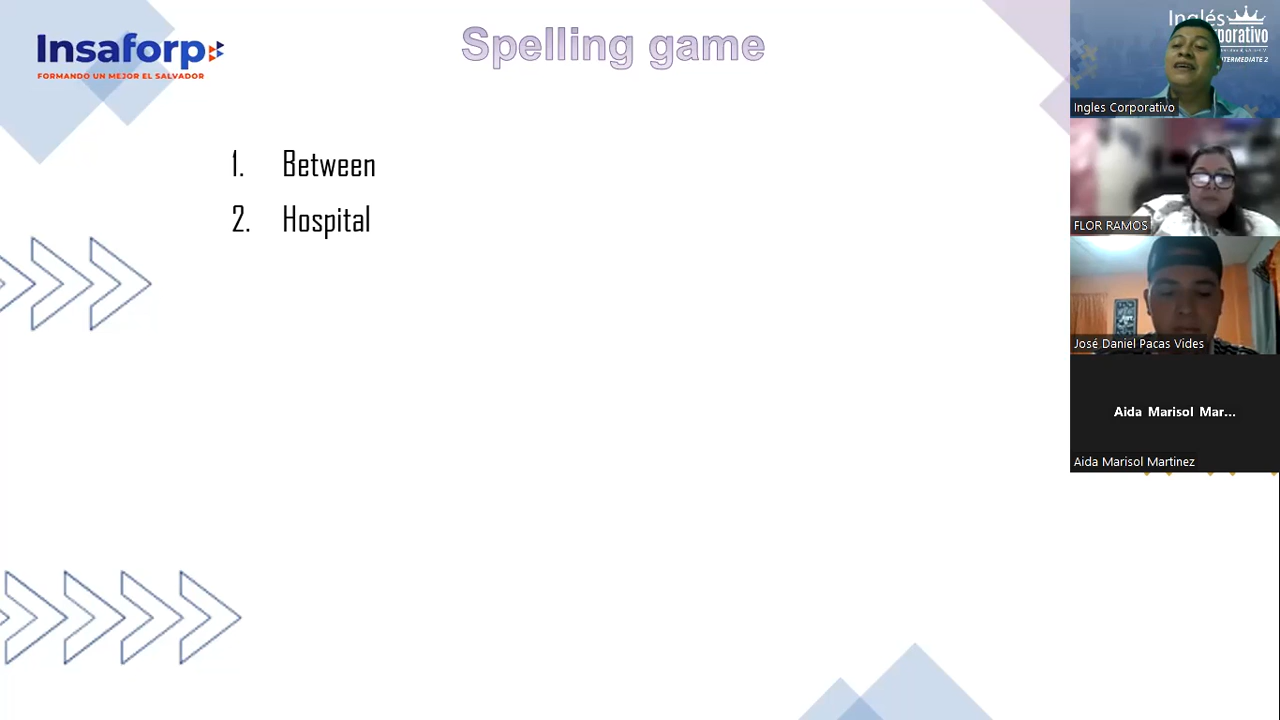 Insaforp
FORMANDO UN MEJOR EL SALVADOR
Spelling game
1. Between
2. Hospital
Inglés
INTERMEDIATE 2
Ingles Corporativo
FLOR RAMOS
José Daniel Pacas Vides
Aida Marisol Mar...
Aida Marisol Martinez